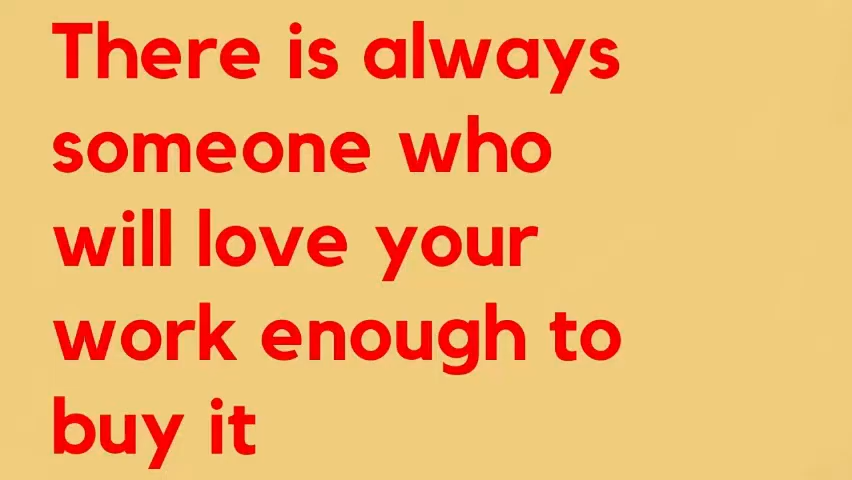 There is always
someone who
will love your
work enough to
buy it